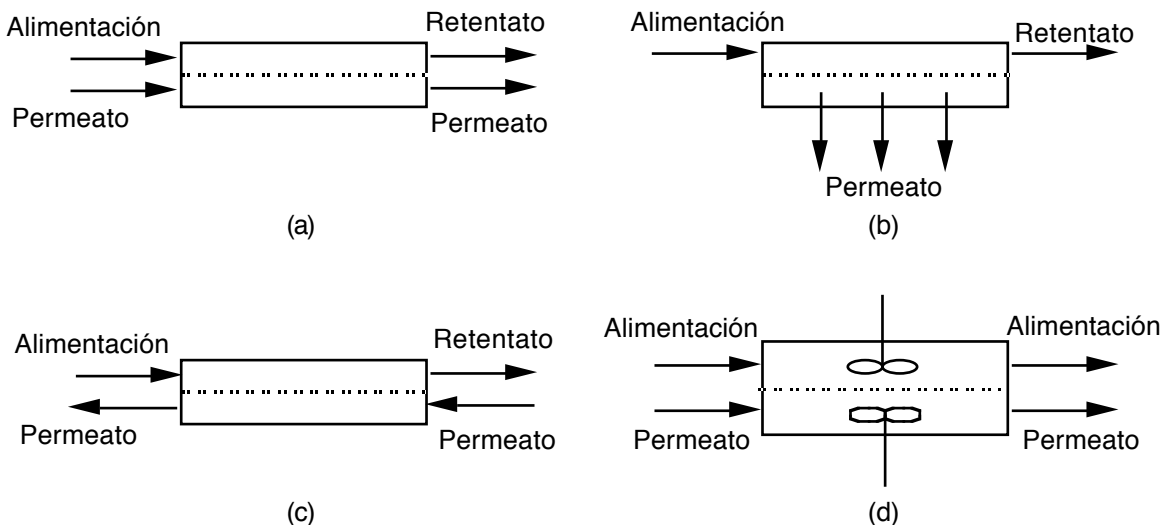 Alimentación
Retentato
Permeato
Permeato
(a)
Alimentación
Retentato
Permeato
(b)
Alimentación
Retentato
Permeato
Permeato
(c)
Alimentación
Alimentación
Permeato
Permeato
(d)